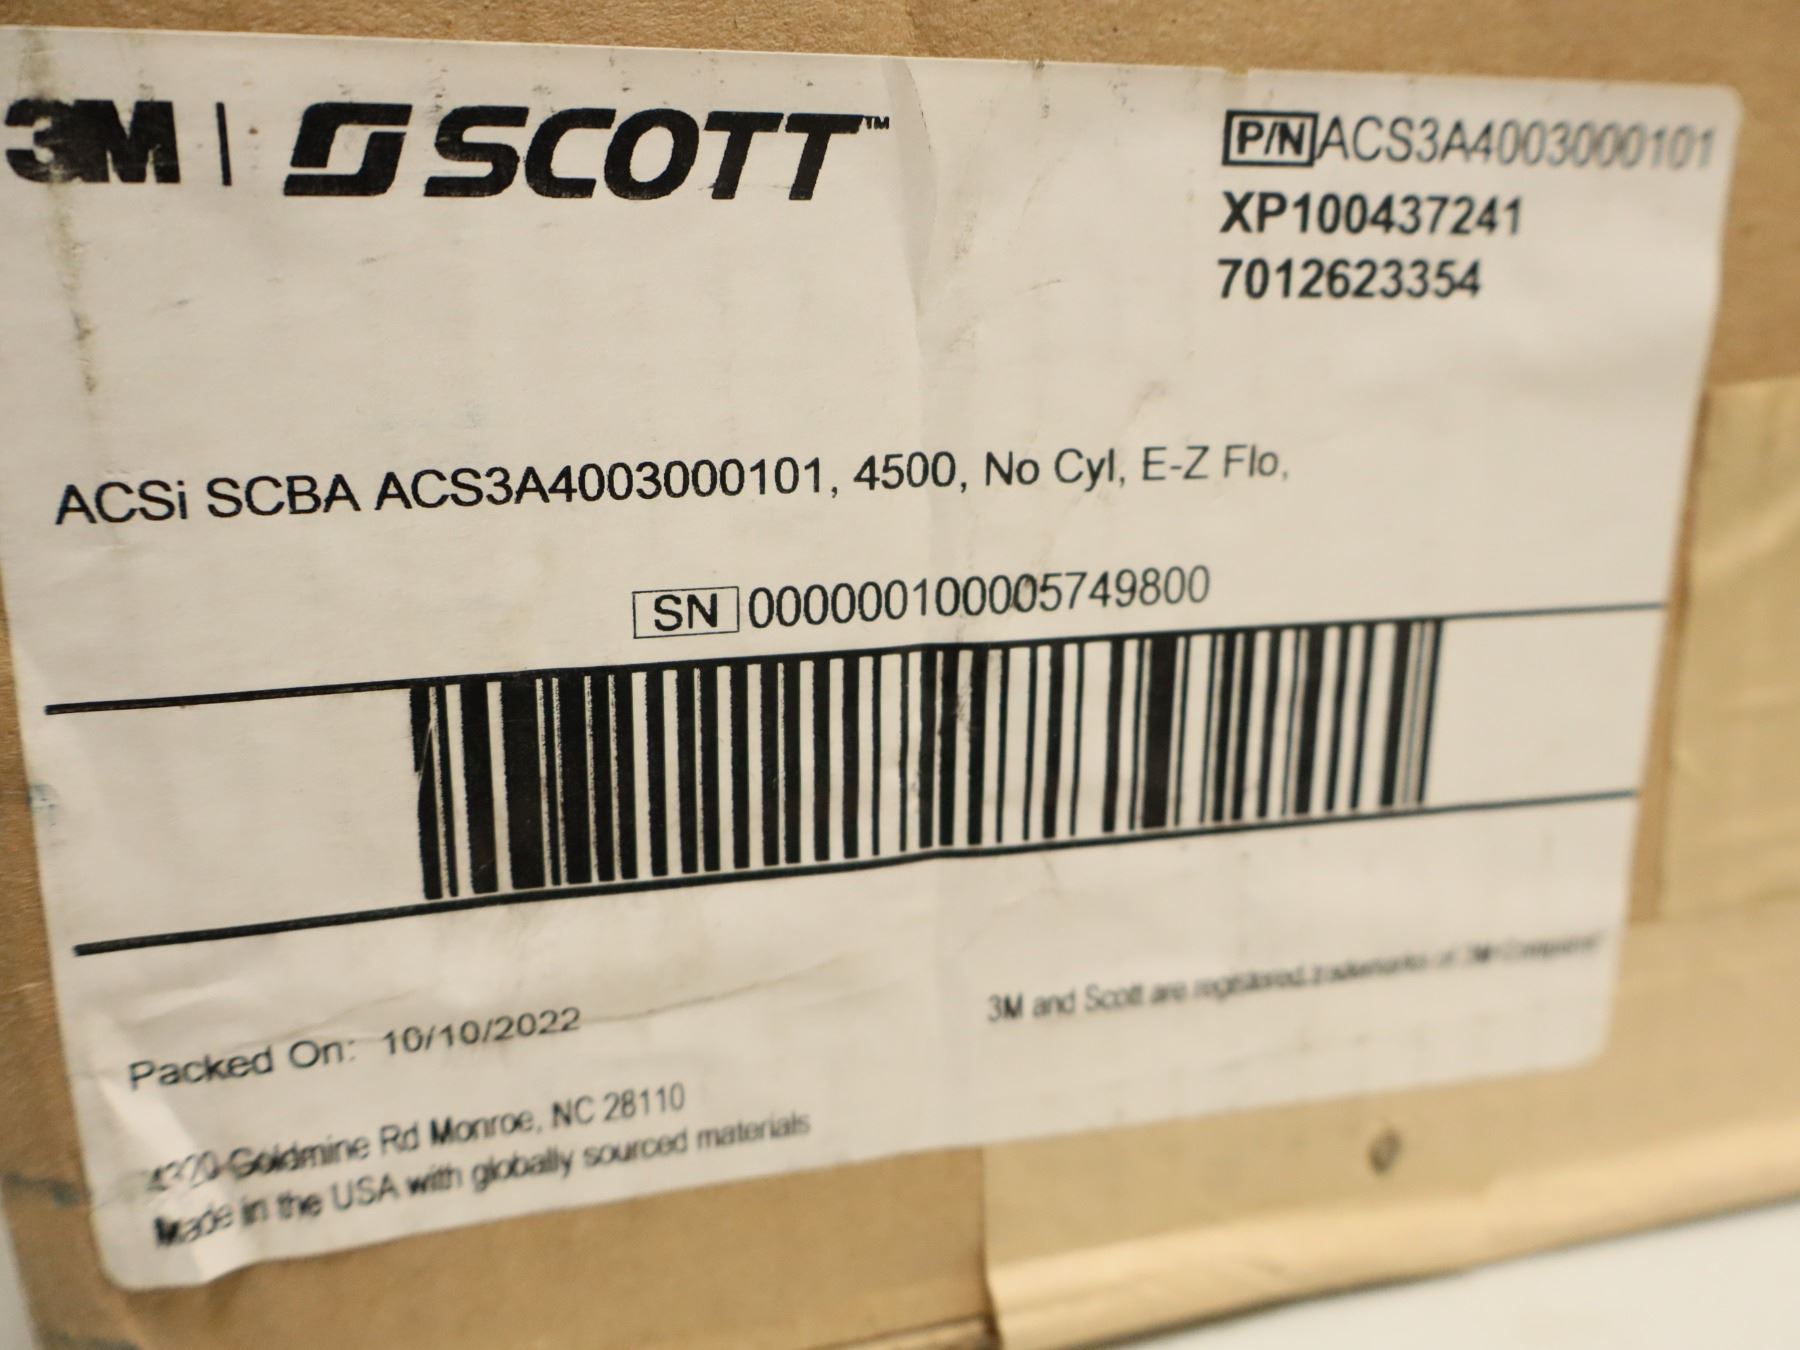 3M | SCOTT™
P/N ACS3A4003000101
XP100437241
7012623354
ACSi SCBA ACS3A4003000101, 4500, No Cyl, E-Z Flo,
SN 000000100005749800
Packed On: 10/10/2022
3M and Scott are registered trademarks of 3M Company
4320 Goldmine Rd Monroe, NC 28110
Made in the USA with globally sourced materials